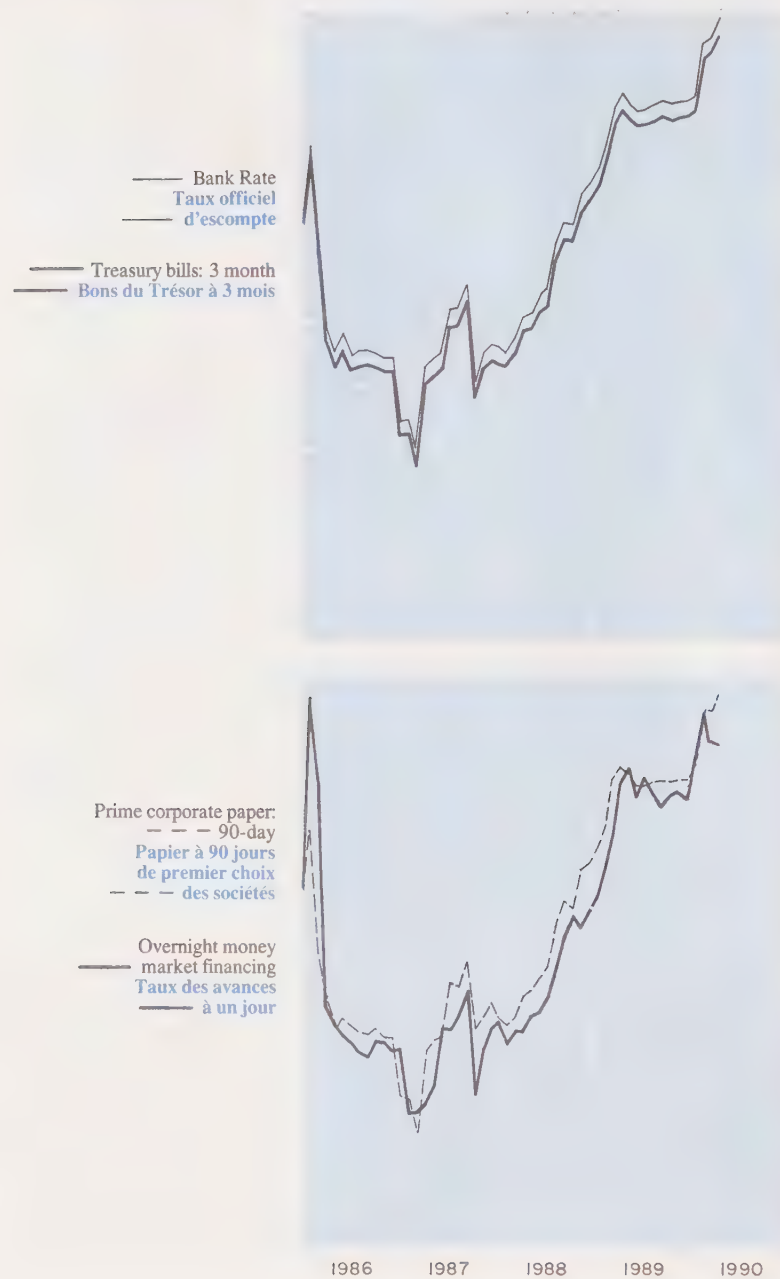 Bank Rate
Taux officiel
d'escompte
Treasury bills: 3 month
Bons du Trésor à 3 mois
Prime corporate paper:
90-day
Papier à 90 jours
de premier choix
des sociétés
Overnight money
market financing
Taux des avances
à un jour
1986 1987 1988 1989 1990